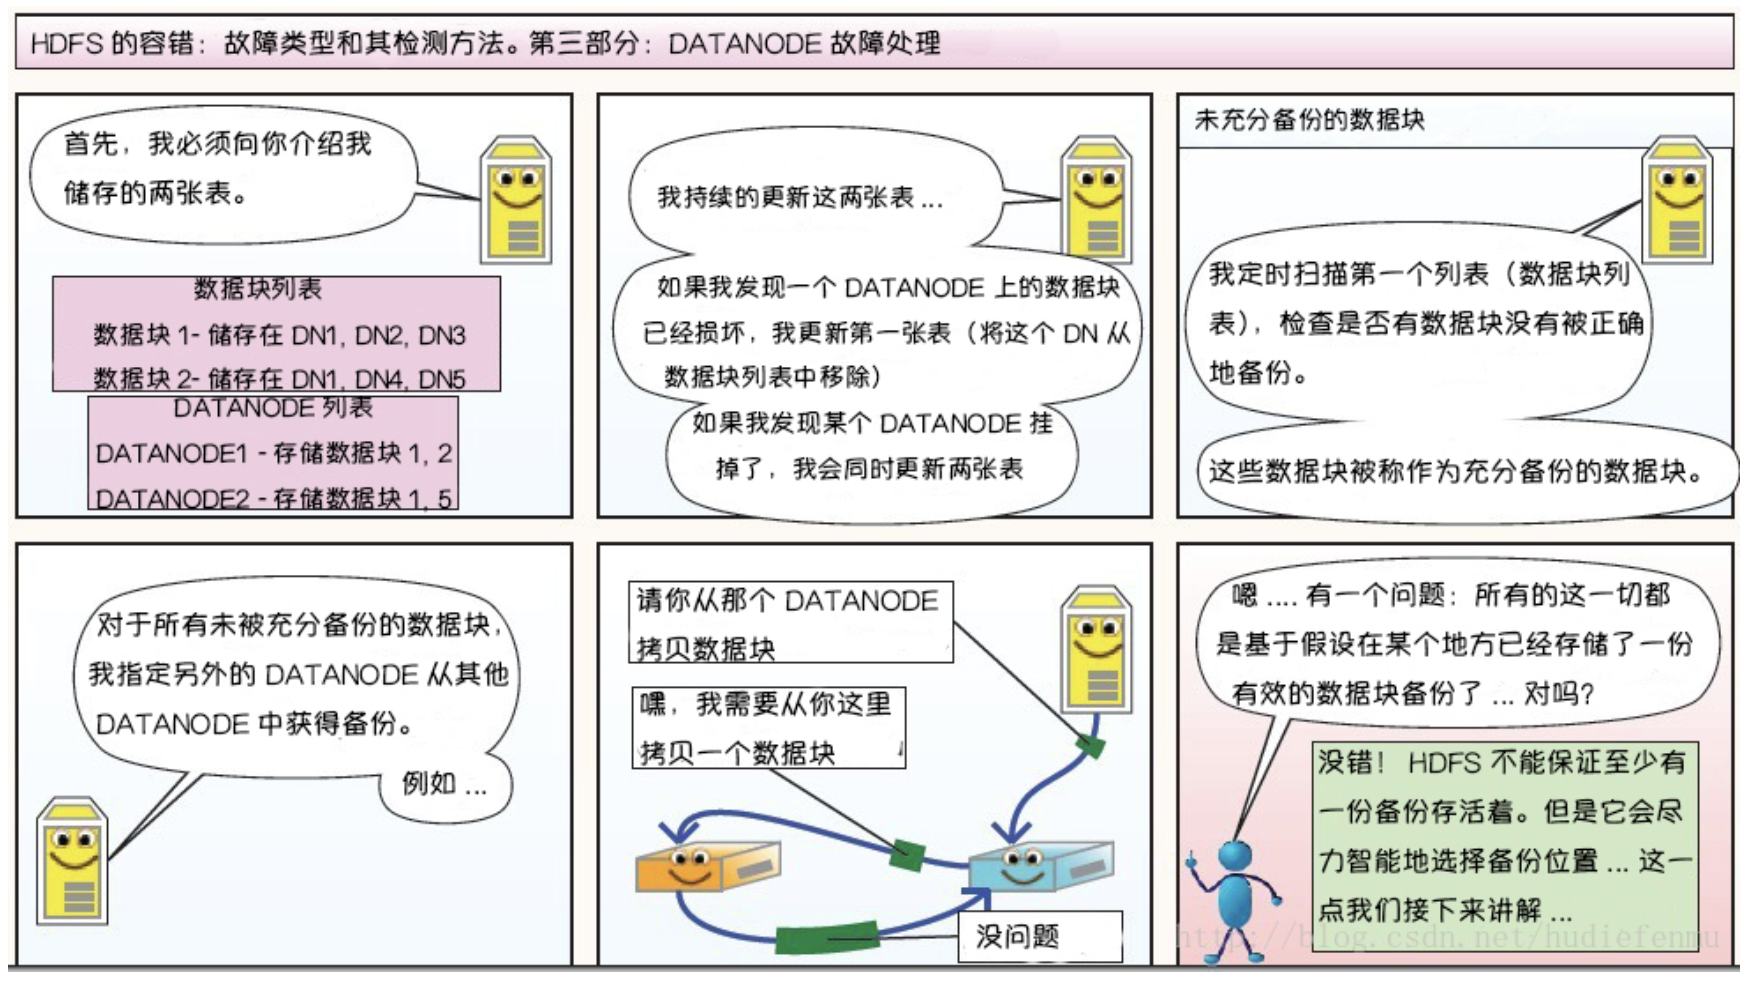 HDFS 的容错：故障类型和其检测方法。第三部分：DATANODE 故障处理
首先，我必须向你介绍我
储存的两张表。
数据块列表
数据块 1- 储存在 DN1, DN2, DN3
数据块 2- 储存在 DN1, DN4, DN5
DATANODE 列表
DATANODE1 - 存储数据块 1, 2
DATANODE2 - 存储数据块 1, 5
我持续的更新这两张表 ...
如果我发现一个 DATANODE 上的数据块
已经损坏，我更新第一张表（将这个 DN 从
数据块列表中移除）
如果我发现某个 DATANODE 挂
掉了，我会同时更新两张表
未充分备份的数据块
我定时扫描第一个列表（数据块列
表），检查是否有数据块没有被正确
地备份。
这些数据块被称作为充分备份的数据块。
对于所有未被充分备份的数据块，
我指定另外的 DATANODE 从其他
DATANODE 中获得备份。
例如 ...
请你从那个 DATANODE
拷贝数据块
嘿，我需要从你这里
拷贝一个数据块
没问题
嗯 .... 有一个问题：所有的这一切都
是基于假设在某个地方已经存储了一份
有效的数据块备份了 ... 对吗?
没错！ HDFS 不能保证至少有
一份备份存活着。但是它会尽
力智能地选择备份位置 ... 这一
点我们接下来讲解 ...
http://blog.csdn.net/hudiefenmu